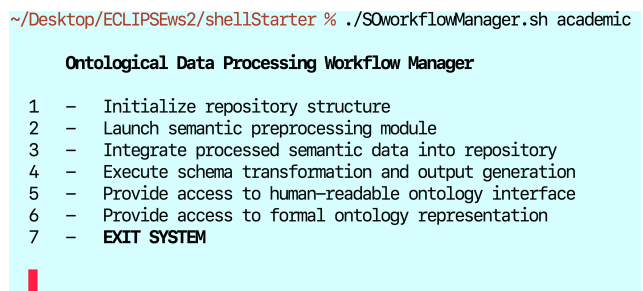 ~/Desktop/ECLIPSEws2/shellStarter % ./SOworkflowManager.sh academic
Ontological Data Processing Workflow Manager
1 – Initialize repository structure
2 – Launch semantic preprocessing module
3 – Integrate processed semantic data into repository
4 – Execute schema transformation and output generation
5 – Provide access to human–readable ontology interface
6 – Provide access to formal ontology representation
7 – EXIT SYSTEM